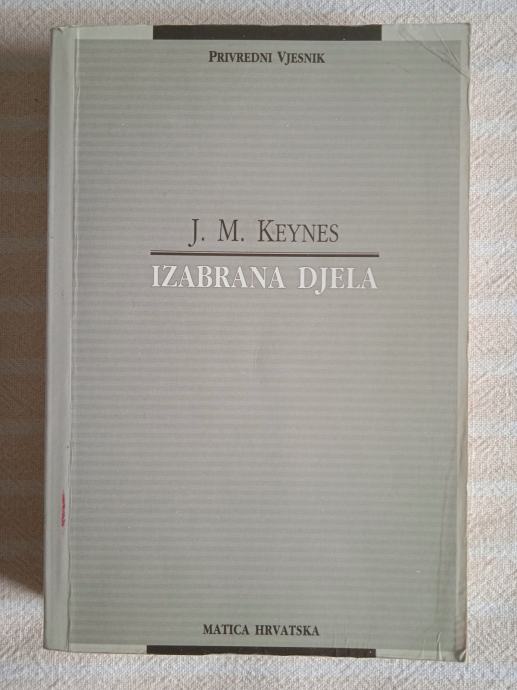 PRIVREDNI VJESNIK
J. M. KEYNES
IZABRANA DJELA
MATICA HRVATSKA